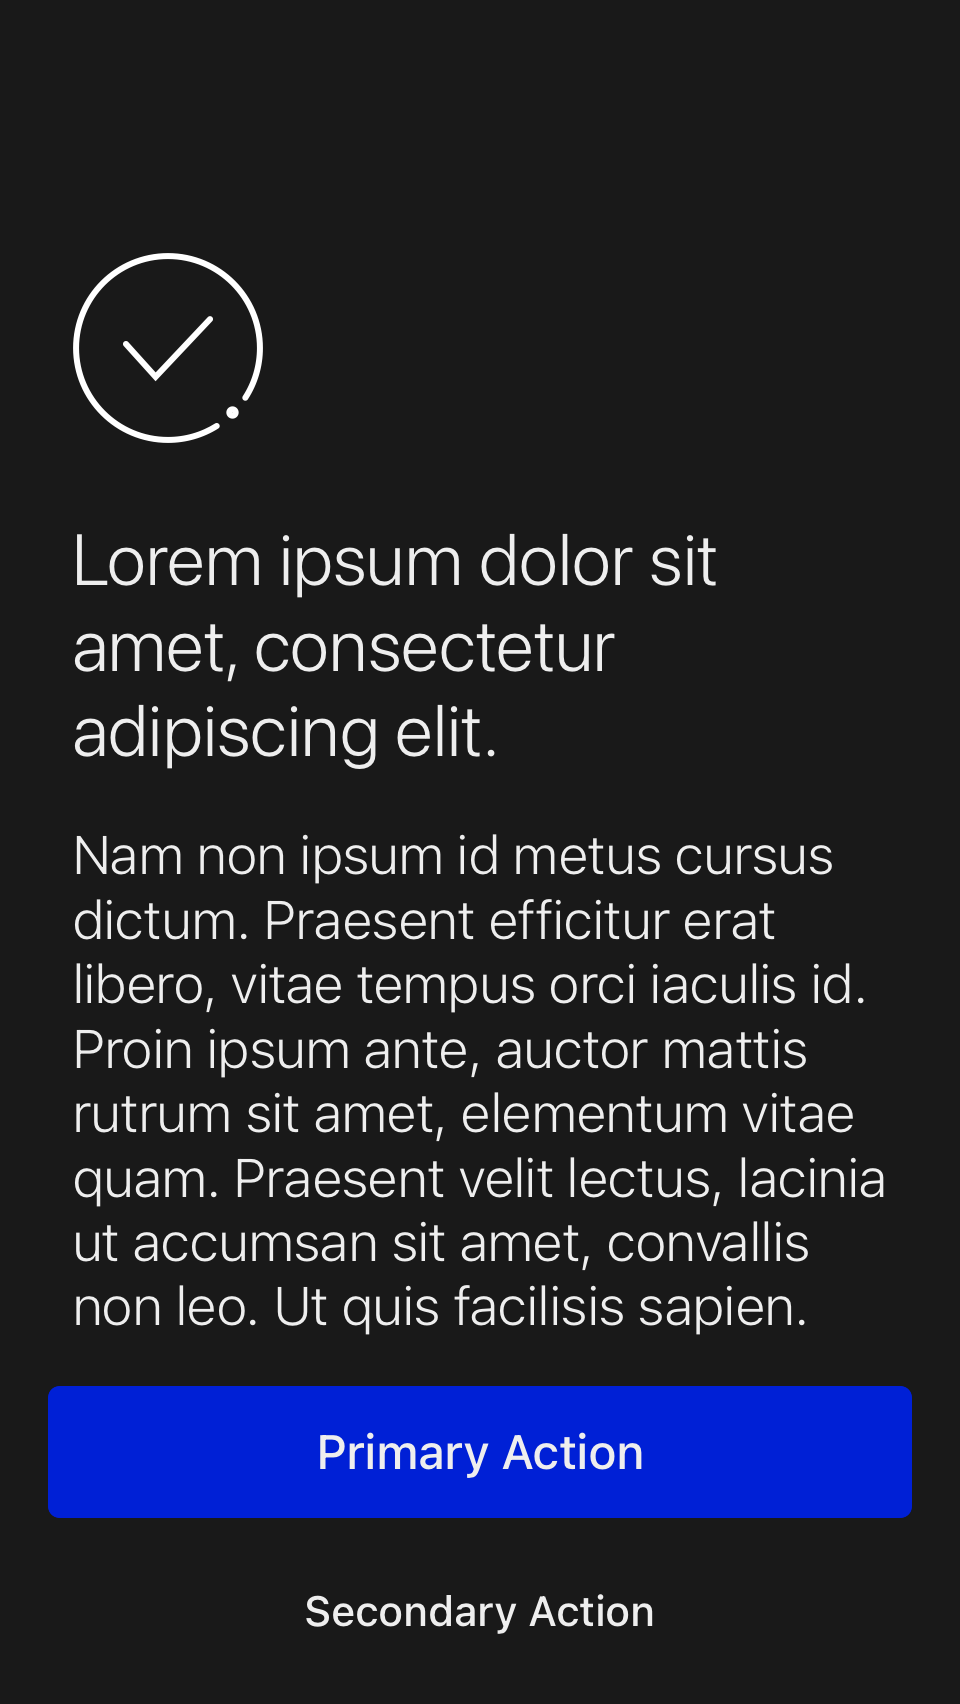 Lorem ipsum dolor sit
amet, consectetur
adipiscing elit.
Nam non ipsum id metus cursus
dictum. Praesent efficitur erat
libero, vitae tempus orci iaculis id.
Proin ipsum ante, auctor mattis
rutrum sit amet, elementum vitae
quam. Praesent velit lectus, lacinia
ut accumsan sit amet, convallis
non leo. Ut quis facilisis sapien.
Primary Action
Secondary Action